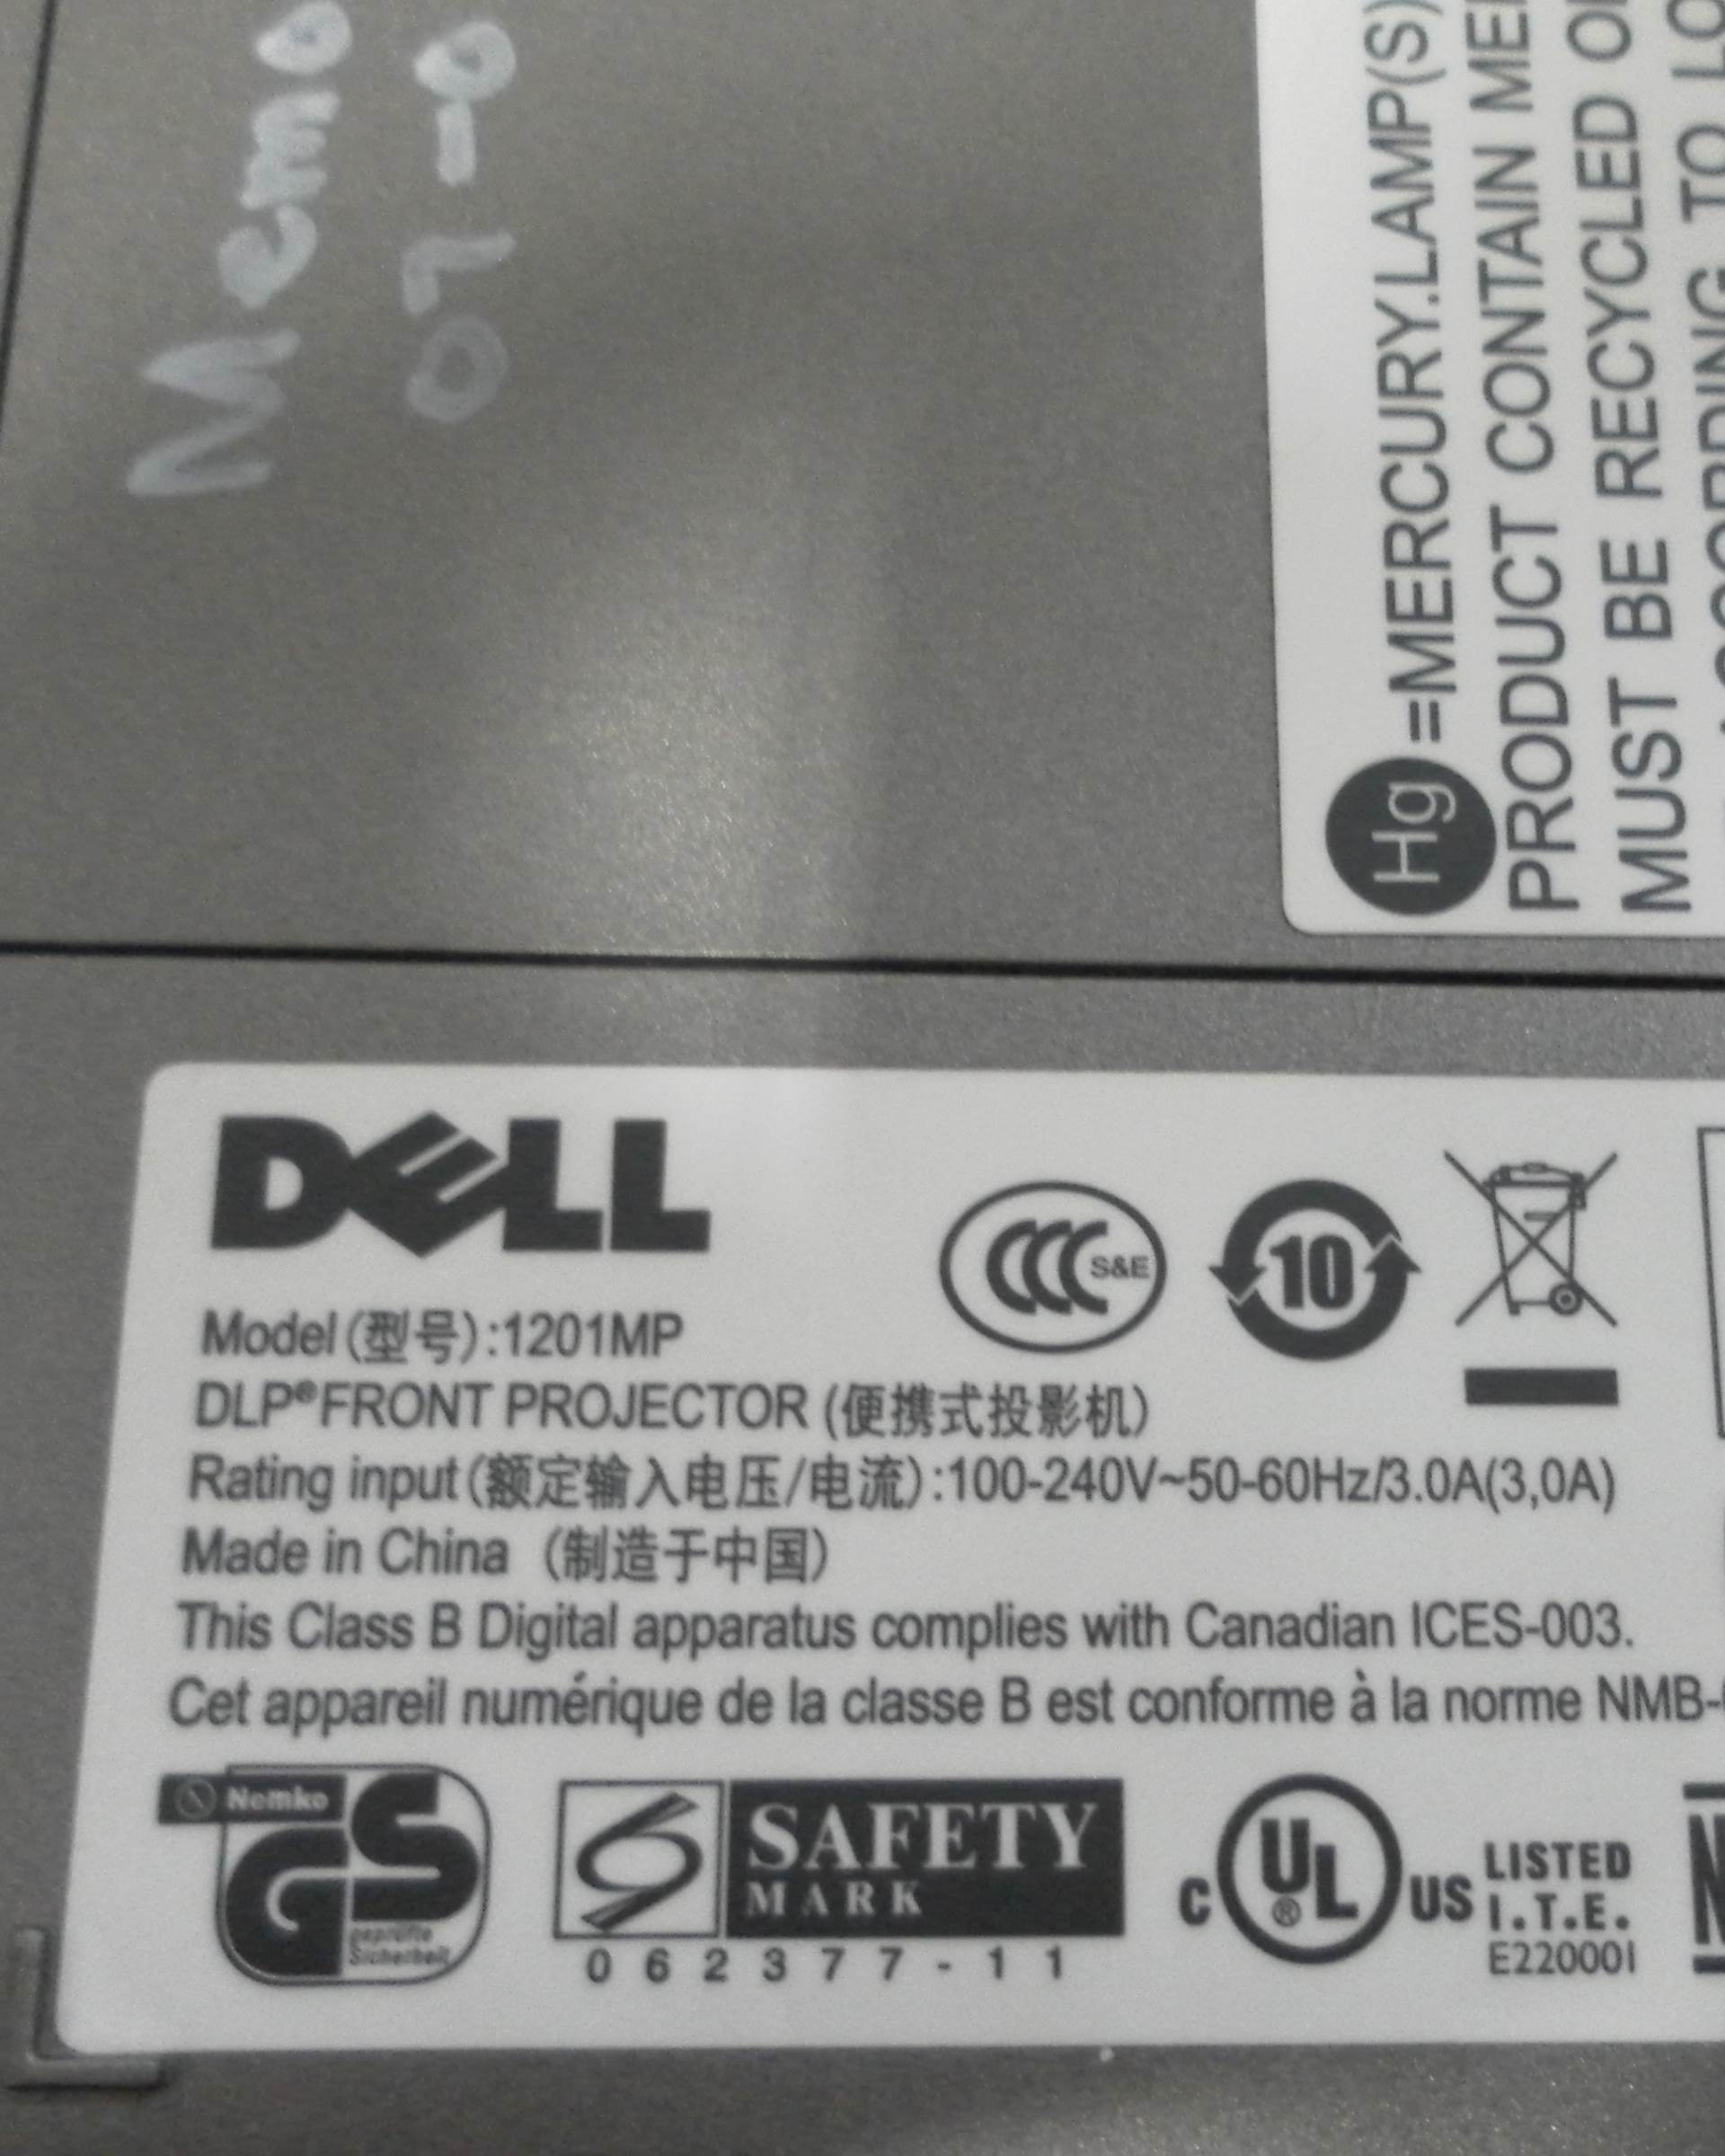 =MERCURY.LAMP(S)
PRODUCT CONTAIN
MUST BE RECYCLED
TO
Hg
DELL
CCC S&E
10
Model(型号):1201MP
DLP®FRONT PROJECTOR (便携式投影机)
Rating input(额定输入电压/电流):100-240V~50-60Hz/3.0A(3,0A)
Made in China (制造于中国)
This Class B Digital apparatus complies with Canadian ICES-003.
Cet appareil numérique de la classe B est conforme à la norme NMB-
Nemko
GS
geprüfte
Sicherheit
SAFETY
MARK
062377-11
C UL® US LISTED
I.T.E.
E220001